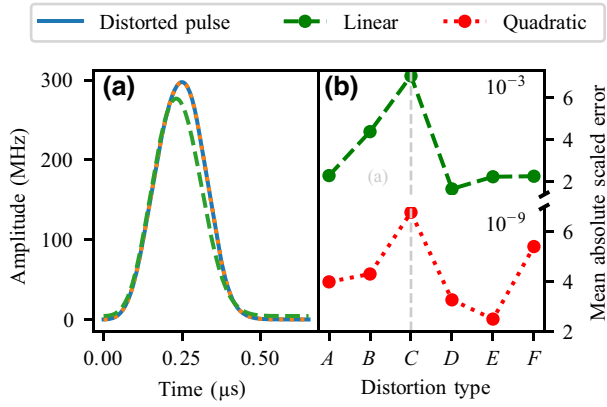 Distorted pulse Linear Quadratic
(a) (b)
Amplitude (MHz)
300
200
100
0
0.00 0.25 0.50
Time (µs)
10⁻³
6
4
2
(a)
10⁻⁹
6
4
2
Mean absolute scaled error
A B C D E F
Distortion type